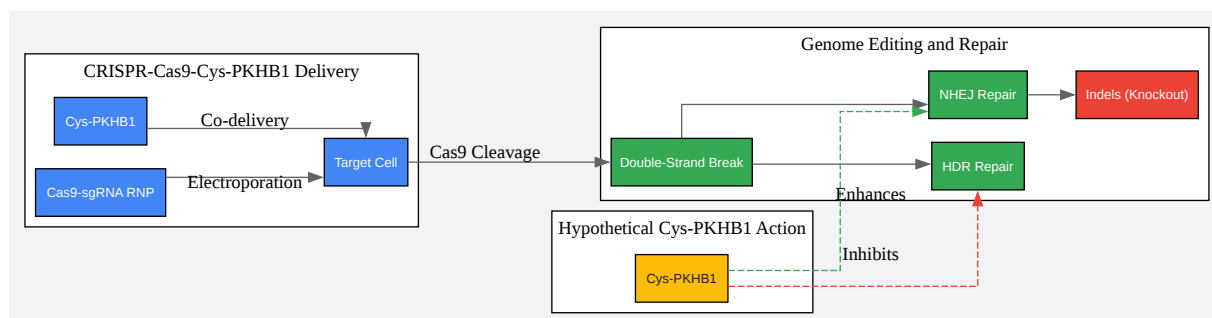 CRISPR-Cas9-Cys-PKHB1 Delivery
Cys-PKHB1
Co-delivery
Cas9-sgRNA RNP
Electroporation
Target Cell
Cas9 Cleavage
Genome Editing and Repair
Double-Strand Break
NHEJ Repair
Indels (Knockout)
HDR Repair
Enhances
Hypothetical Cys-PKHB1 Action
Inhibits
Cys-PKHB1